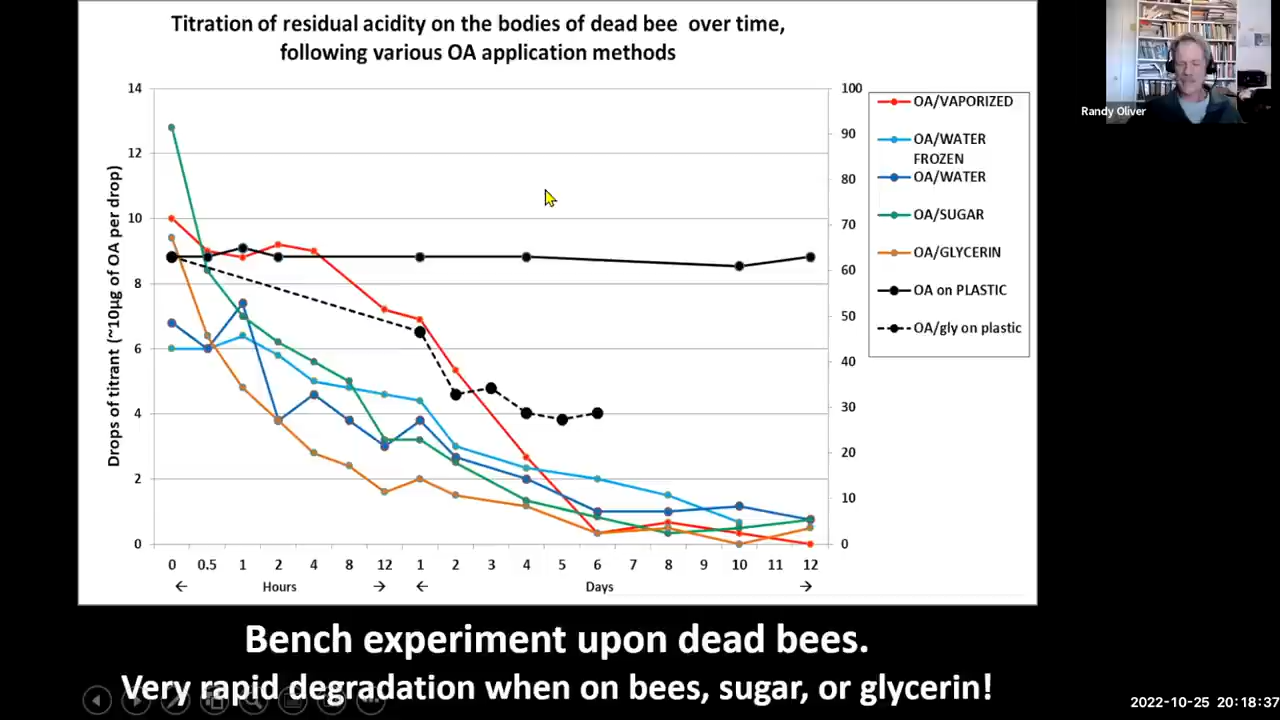 Titration of residual acidity on the bodies of dead bee over time,
following various OA application methods
Drops of titrant (~10µg of OA per drop)
14
12
10
8
6
4
2
0
100
90
80
70
60
50
40
30
20
10
0
0 0.5 1 2 4 8 12 1 2 3 4 5 6 7 8 9 10 11 12
← Hours → ← Days →
OA/VAPORIZED
OA/WATER
FROZEN
OA/WATER
OA/SUGAR
OA/GLYCERIN
OA on PLASTIC
OA/gly on plastic
Randy Oliver
Bench experiment upon dead bees.
Very rapid degradation when on bees, sugar, or glycerin!
2022-10-25 20:18:37